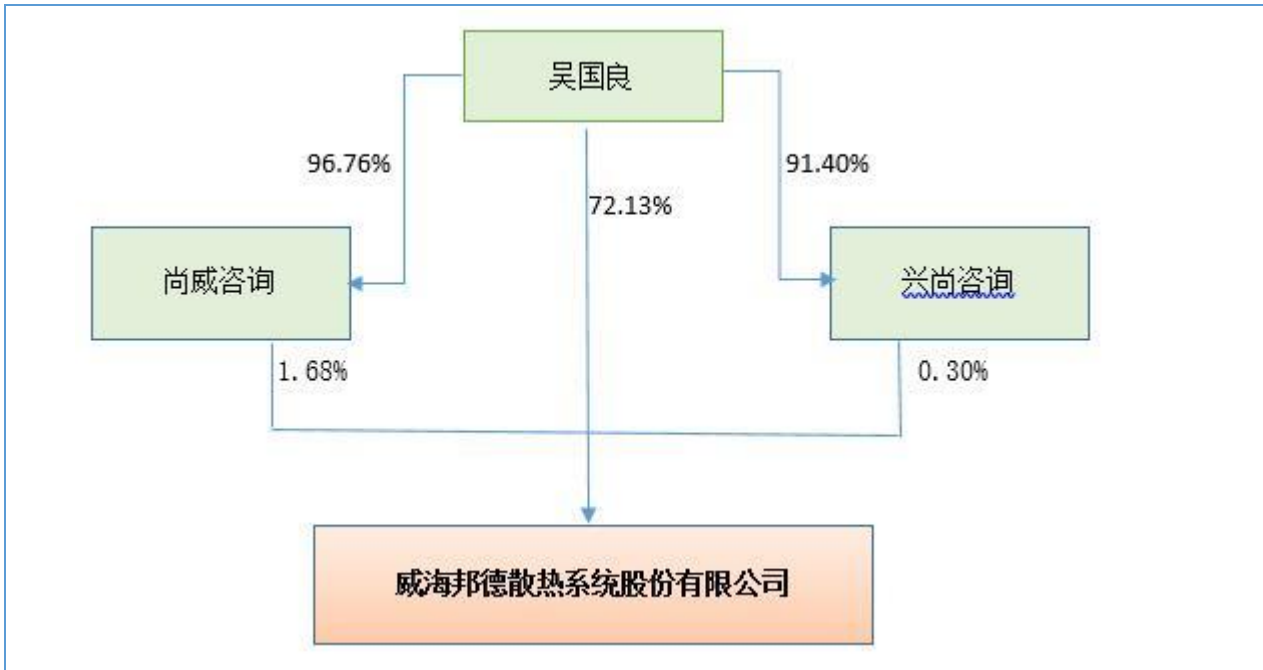 吴国良
96.76%
91.40%
72.13%
尚威咨询
兴尚咨询
1.68%
0.30%
威海邦德散热系统股份有限公司